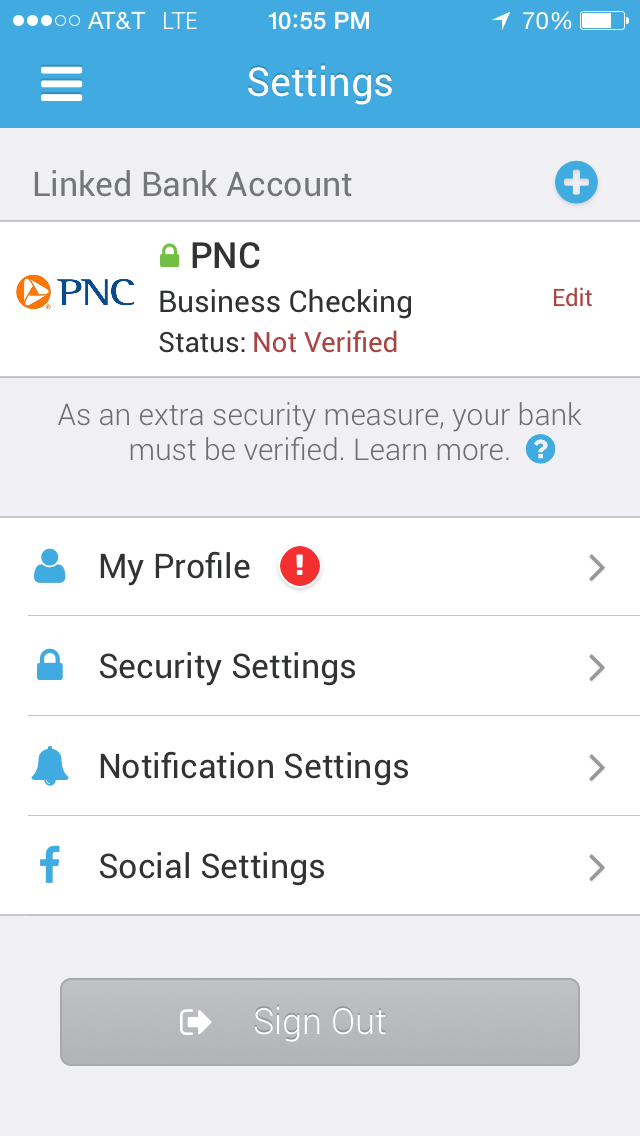 AT&T LTE 10:55 PM 70%
Settings
Linked Bank Account
PNC
PNC
Business Checking
Edit
Status: Not Verified
As an extra security measure, your bank
must be verified. Learn more. ?
My Profile !
Security Settings
Notification Settings
Social Settings
Sign Out